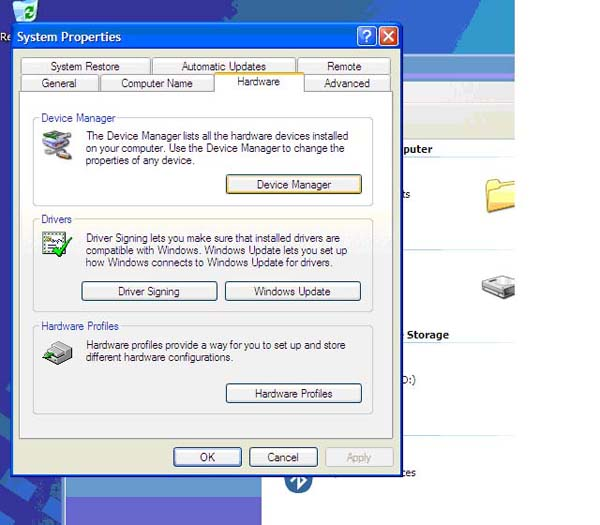 Re
System Properties
System Restore
Automatic Updates
Remote
General
Computer Name
Hardware
Advanced
Device Manager
The Device Manager lists all the hardware devices installed
on your computer. Use the Device Manager to change the
properties of any device.
Device Manager
Drivers
Driver Signing lets you make sure that installed drivers are
compatible with Windows. Windows Update lets you set up
how Windows connects to Windows Update for drivers.
Driver Signing
Windows Update
Hardware Profiles
Hardware profiles provide a way for you to set up and store
different hardware configurations.
Hardware Profiles
OK
Cancel
Apply
puter
ts
e Storage
D:)
ces